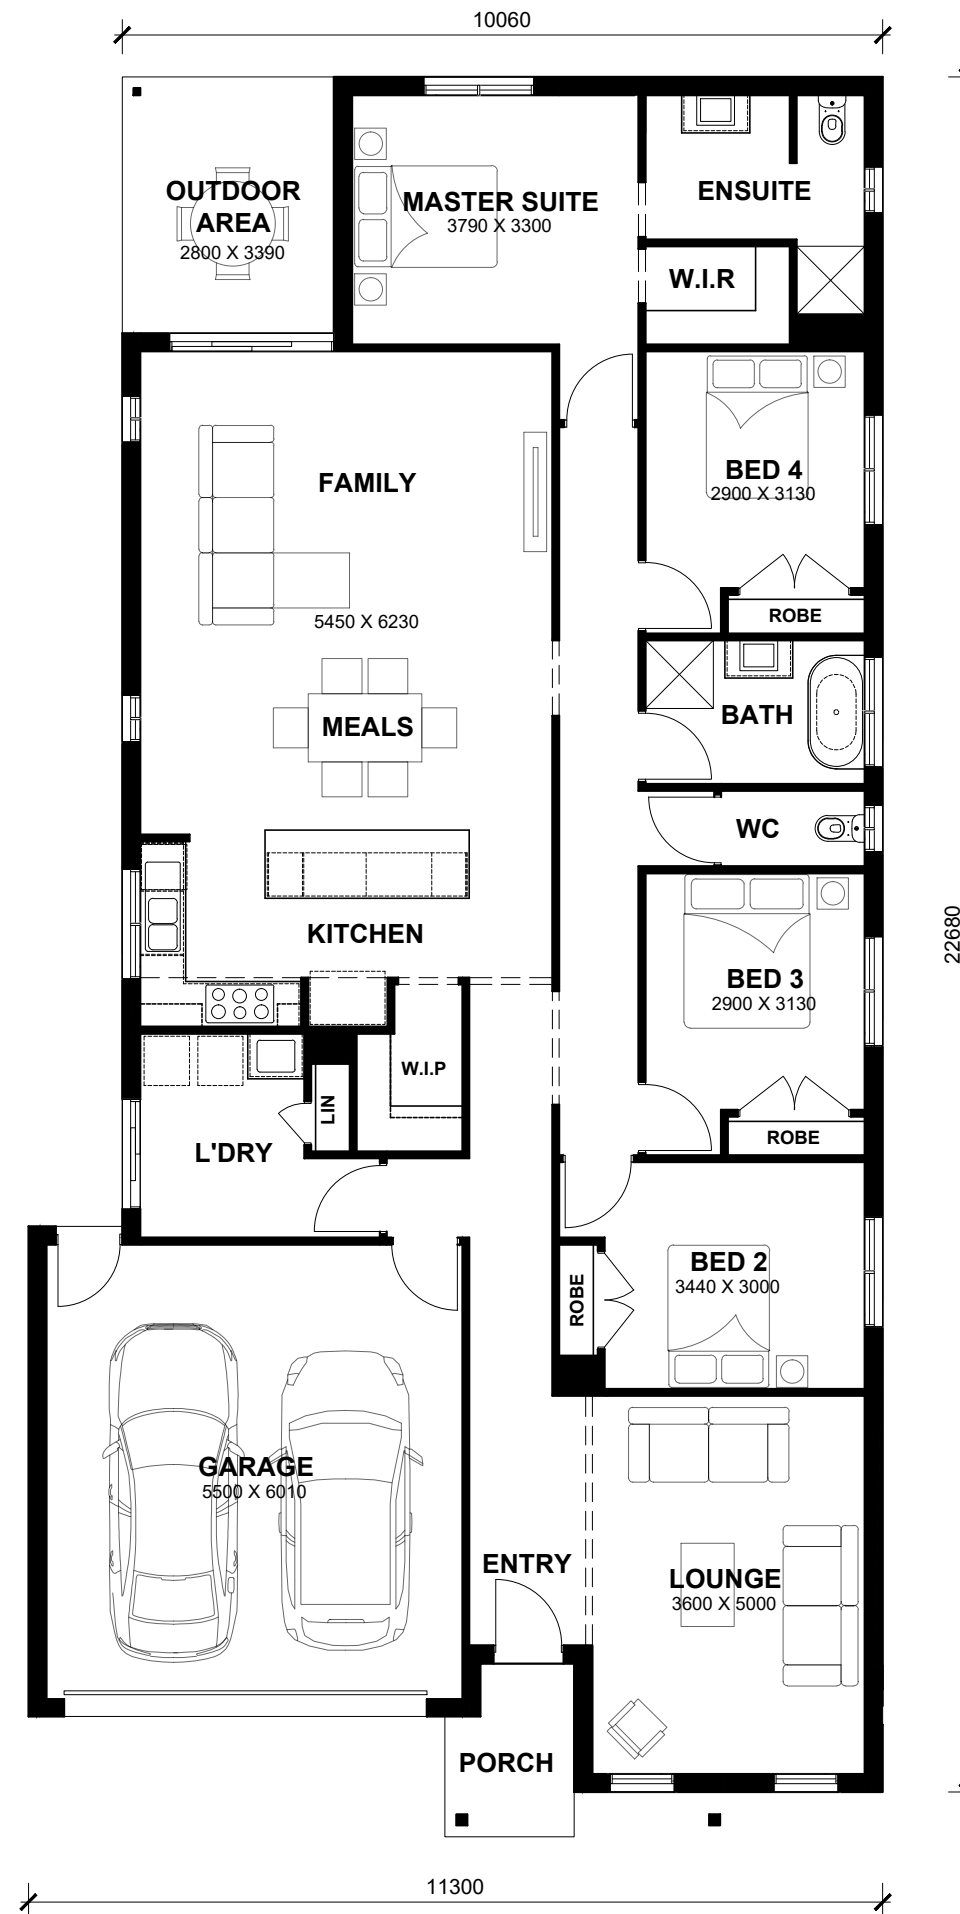 10060
OUTDOOR
AREA
2800 X 3390
MASTER SUITE
3790 X 3300
ENSUITE
W.I.R
FAMILY
5450 X 6230
BED 4
2900 X 3130
ROBE
MEALS
BATH
WC
KITCHEN
22680
BED 3
2900 X 3130
ROBE
W.I.P
LIN
L'DRY
BED 2
3440 X 3000
ROBE
GARAGE
5500 X 6010
ENTRY
LOUNGE
3600 X 5000
PORCH
11300